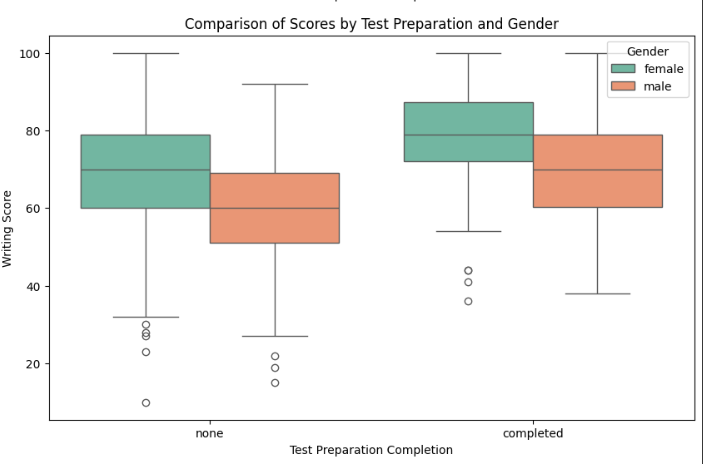 Comparison of Scores by Test Preparation and Gender
Gender
female
male
Writing Score
100
80
60
40
20
none completed
Test Preparation Completion